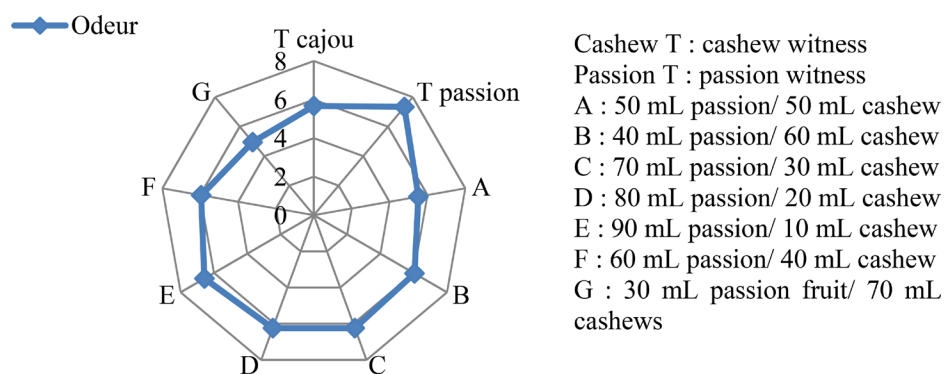 Odeur
T cajou
8
T passion
G
6
4
F
2
A
0
E
B
D
C
Cashew T : cashew witness
Passion T : passion witness
A : 50 mL passion/ 50 mL cashew
B : 40 mL passion/ 60 mL cashew
C : 70 mL passion/ 30 mL cashew
D : 80 mL passion/ 20 mL cashew
E : 90 mL passion/ 10 mL cashew
F : 60 mL passion/ 40 mL cashew
G : 30 mL passion fruit/ 70 mL
cashews